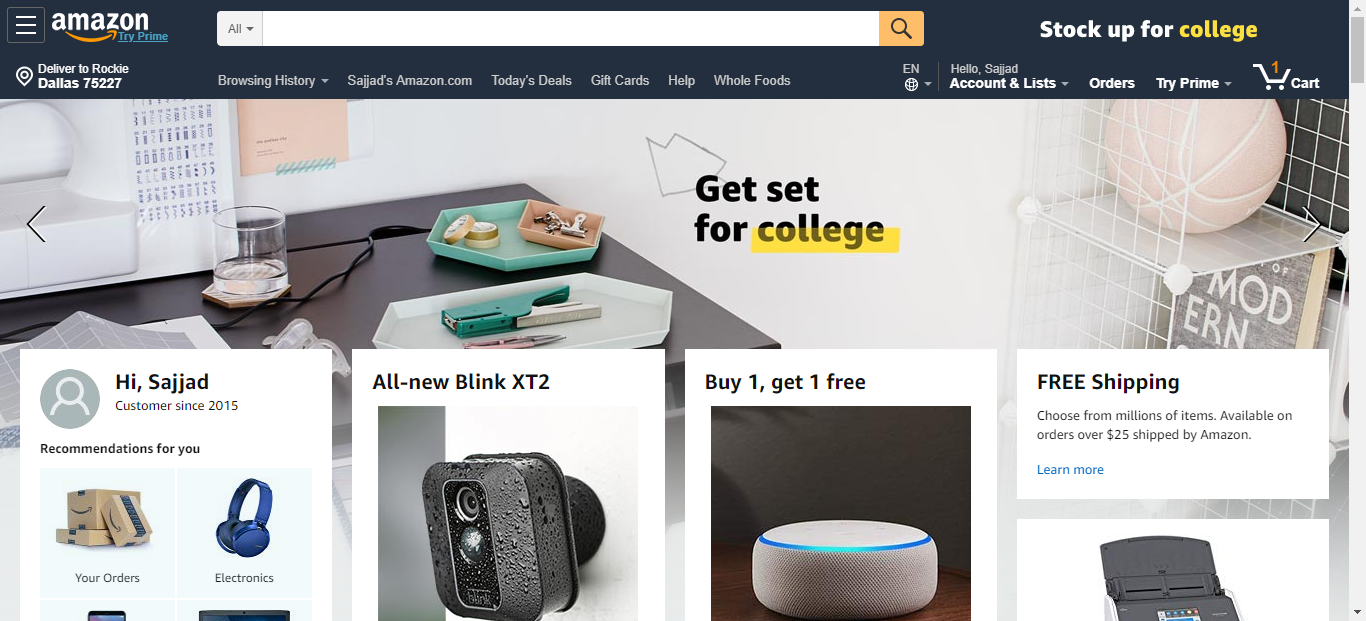 amazon
Try Prime
All
Stock up for college
Deliver to Rockie
Dallas 75227
Browsing History
Sajjad's Amazon.com
Today's Deals
Gift Cards
Help
Whole Foods
EN
Hello, Sajjad
Account & Lists
Orders
Try Prime
1
Cart
Get set
for college
OF
MOD
ERN
Hi, Sajjad
Customer since 2015
Recommendations for you
Your Orders
Electronics
All-new Blink XT2
blink
Buy 1, get 1 free
FREE Shipping
Choose from millions of items. Available on
orders over $25 shipped by Amazon.
Learn more